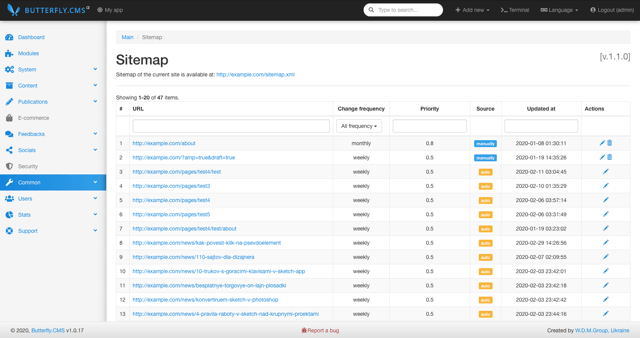 BUTTERFLY.CMS
My app
Type to search...
Add new
Terminal
Language
Logout (admin)
Dashboard
Modules
System
Content
Publications
E-commerce
Feedbacks
Socials
Security
Common
Users
Stats
Support
Main / Sitemap
Sitemap
[v.1.1.0]
Sitemap of the current site is available at: http://example.com/sitemap.xml
Showing 1-20 of 47 items.
# URL Change frequency Priority Source Updated at Actions
All frequency
1 http://example.com/about monthly 0.8 manually 2020-01-08 01:30:11
2 http://example.com/?amp=true&draft=true weekly 0.5 manually 2020-01-19 14:35:26
3 http://example.com/pages/test4/test weekly 0.5 auto 2020-02-11 03:04:45
4 http://example.com/pages/test3 weekly 0.5 auto 2020-02-10 01:35:29
5 http://example.com/pages/test4 weekly 0.5 auto 2020-02-06 03:57:14
6 http://example.com/pages/test5 weekly 0.5 auto 2020-02-06 03:31:49
7 http://example.com/pages/test4/test/about weekly 0.5 auto 2020-01-19 03:23:02
8 http://example.com/news/kak-povesit-klik-na-psevdoelement weekly 0.5 auto 2020-02-29 14:26:56
9 http://example.com/news/110-sajtov-dla-dizajnera weekly 0.5 auto 2020-02-07 02:09:55
10 http://example.com/news/10-trukov-s-goracimi-klavisami-v-sketch-app weekly 0.5 auto 2020-02-03 23:42:01
11 http://example.com/news/besplatnye-torgovye-on-lajn-plosadki weekly 0.5 auto 2020-02-03 23:42:18
12 http://example.com/news/konvertiruem-sketch-v-photoshop weekly 0.5 auto 2020-02-03 23:42:42
13 http://example.com/news/4-pravila-raboty-v-sketch-nad-krupnymi-proektami weekly 0.5 auto 2020-02-03 23:44:16
© 2020, Butterfly.CMS v1.0.17
Report a bug
Created by W.D.M.Group, Ukraine